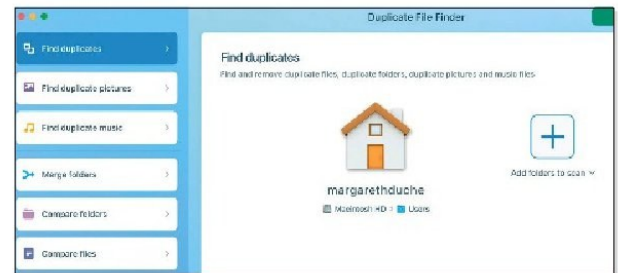 Duplicate File Finder
Find duplicates
Find duplicate pictures
Find duplicate music
Merge folders
Compare folders
Compare files
Find duplicates
Find and remove duplicate files, duplicate folders, duplicate pictures and music files
margarethduche
Macintosh HD > Users
Add folders to scan